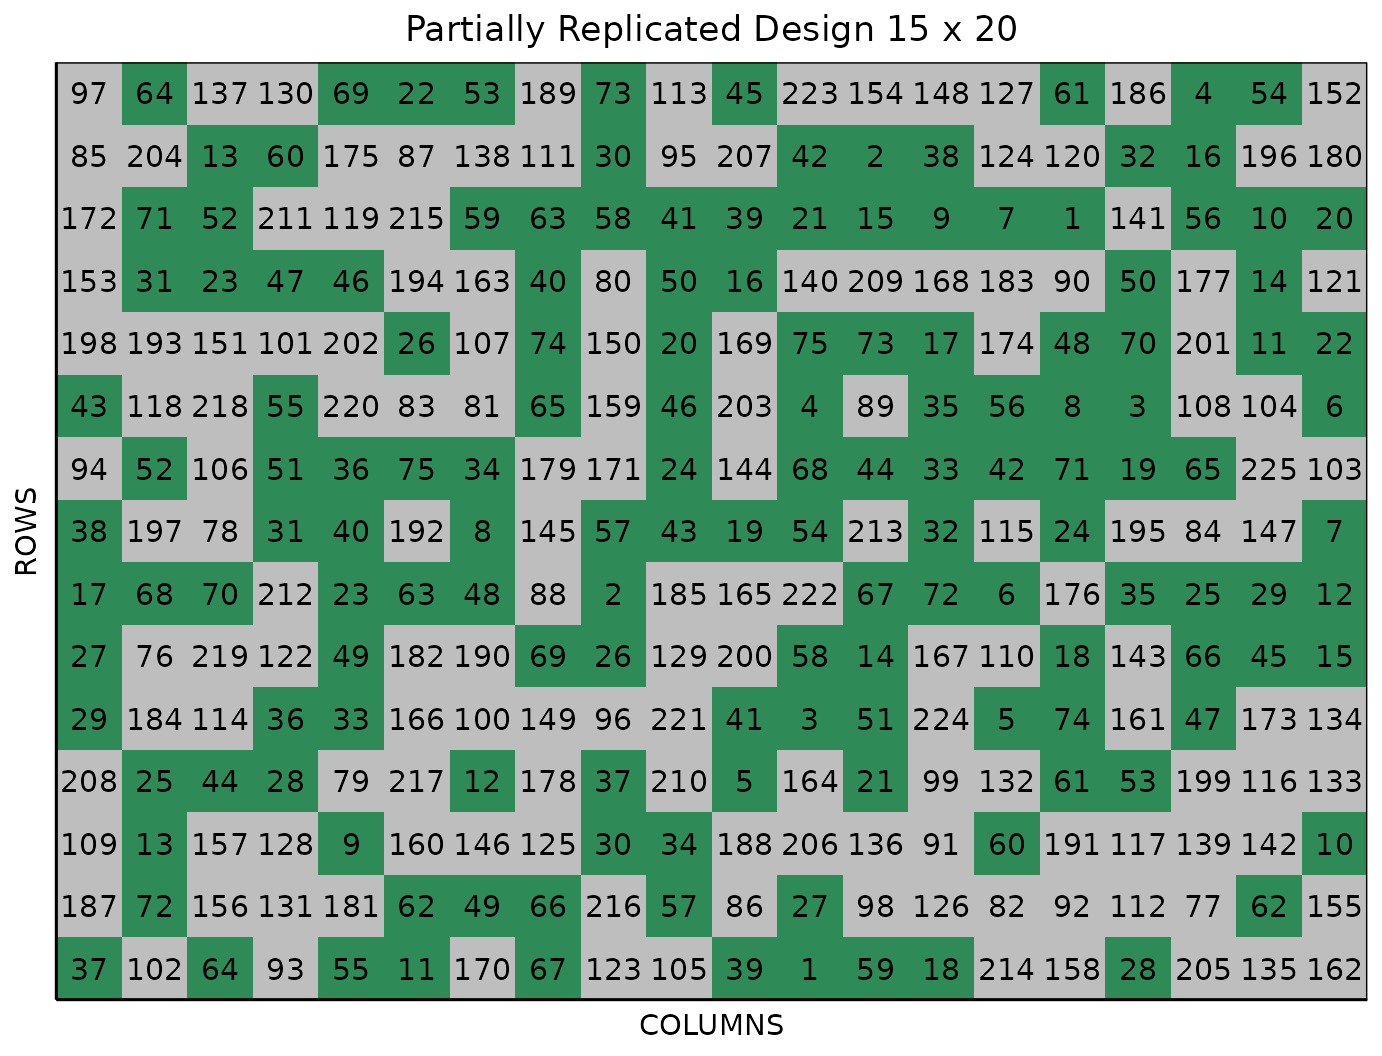 Partially Replicated Design 15 x 20
97 64 137 130 69 22 53 189 73 113 45 223 154 148 127 61 186 4 54 152
85 204 13 60 175 87 138 111 30 95 207 42 2 38 124 120 32 16 196 180
172 71 52 211 119 215 59 63 58 41 39 21 15 9 7 1 141 56 10 20
153 31 23 47 46 194 163 40 80 50 16 140 209 168 183 90 50 177 14 121
198 193 151 101 202 26 107 74 150 20 169 75 73 17 174 48 70 201 11 22
43 118 218 55 220 83 81 65 159 46 203 4 89 35 56 8 3 108 104 6
94 52 106 51 36 75 34 179 171 24 144 68 44 33 42 71 19 65 225 103
38 197 78 31 40 192 8 145 57 43 19 54 213 32 115 24 195 84 147 7
17 68 70 212 23 63 48 88 2 185 165 222 67 72 6 176 35 25 29 12
27 76 219 122 49 182 190 69 26 129 200 58 14 167 110 18 143 66 45 15
29 184 114 36 33 166 100 149 96 221 41 3 51 224 5 74 161 47 173 134
208 25 44 28 79 217 12 178 37 210 5 164 21 99 132 61 53 199 116 133
109 13 157 128 9 160 146 125 30 34 188 206 136 91 60 191 117 139 142 10
187 72 156 131 181 62 49 66 216 57 86 27 98 126 82 92 112 77 62 155
37 102 64 93 55 11 170 67 123 105 39 1 59 18 214 158 28 205 135 162
ROWS
COLUMNS